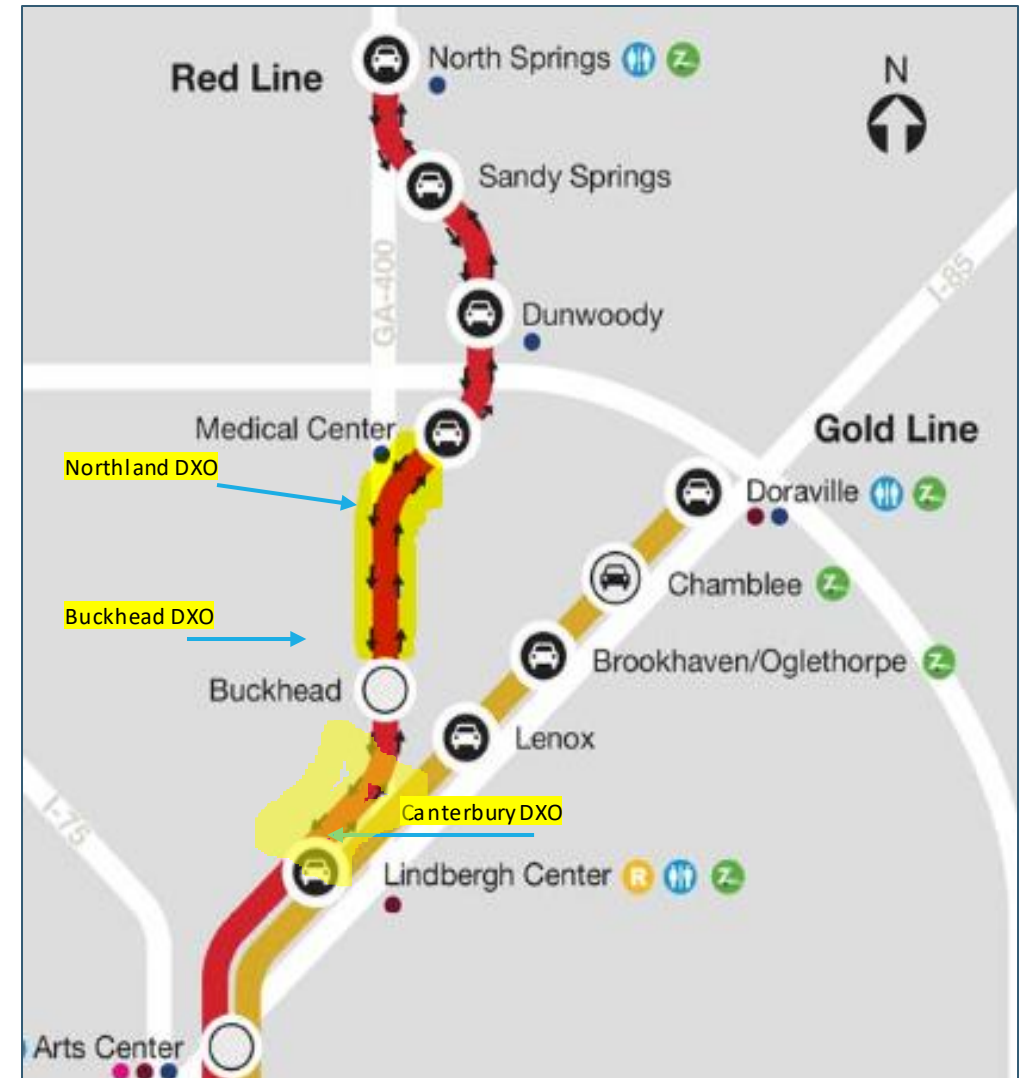 Red Line
North Springs
N
Sandy Springs
GA-400
I-85
Dunwoody
Medical Center
Gold Line
Northland DXO
Doraville
Chamblee
Buckhead DXO
Brookhaven/Oglethorpe
Buckhead
Lenox
I-75
Canterbury DXO
Lindbergh Center R
Arts Center